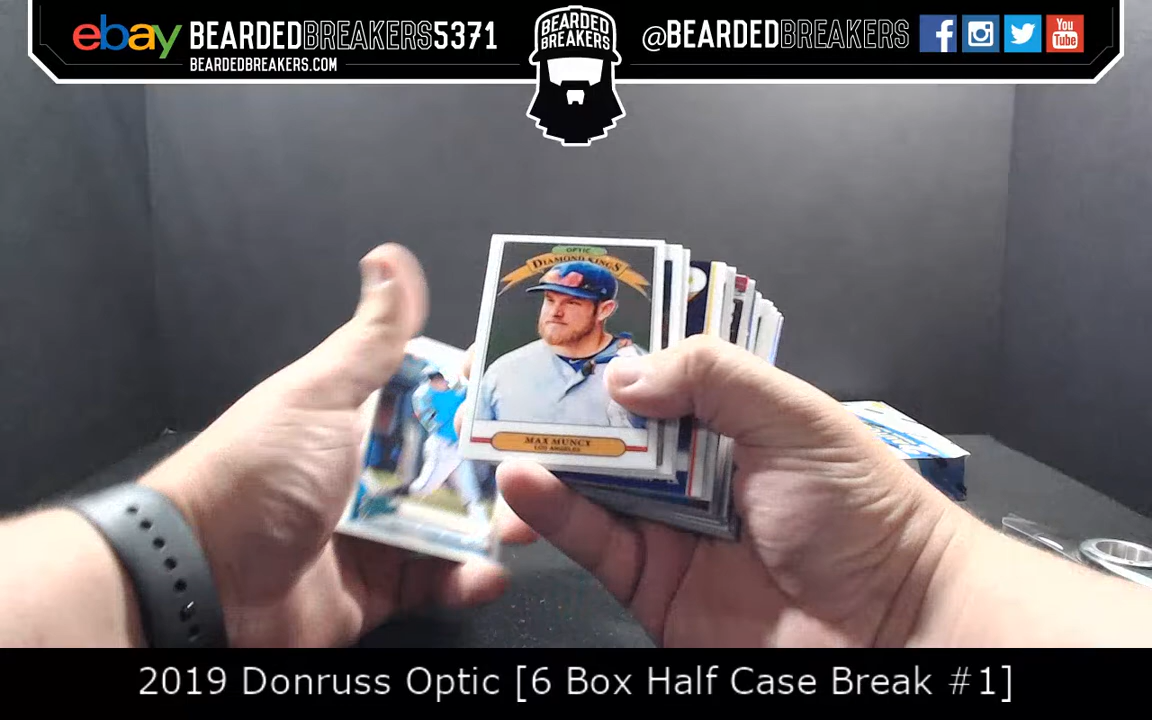 ebay BEARDEDBREAKERS5371
BEARDEDBREAKERS.COM
BEARDED
BREAKERS
@BEARDEDBREAKERS
You
Tube
OPTIC
DIAMOND KINGS
MAX MUNCY
LOS ANGELES
2019 Donruss Optic [6 Box Half Case Break #1]